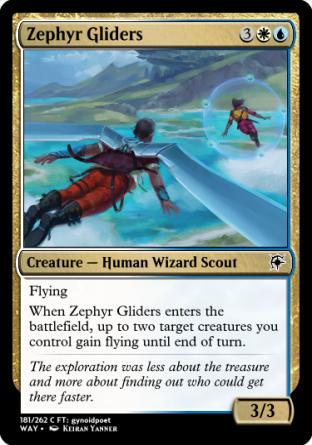 Zephyr Gliders 3
Creature — Human Wizard Scout
Flying
When Zephyr Gliders enters the
battlefield, up to two target creatures you
control gain flying until end of turn.
The exploration was less about the treasure
and more about finding out who could get
there faster.
3/3
181/262 C FT: gynoidpoet
WAY • Keiran Yanner